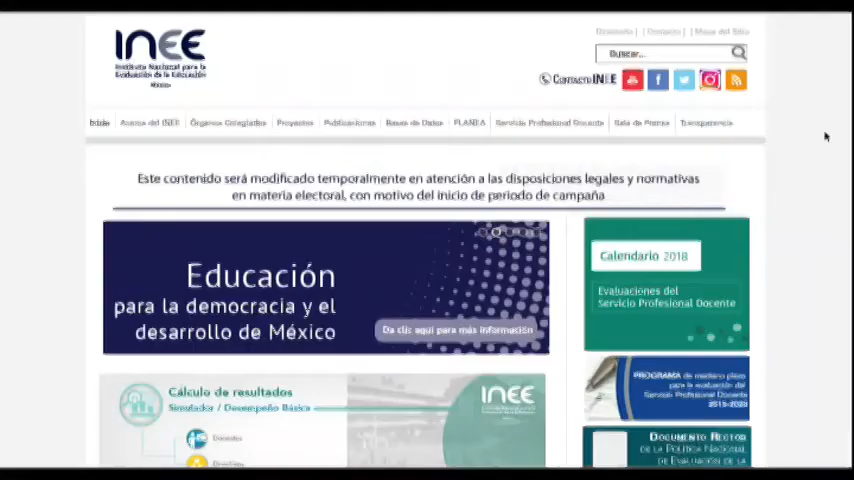 INEE
Instituto Nacional para la
Evaluación de la Educación
México
Directorio | Contacto | Mapa del Sitio
Buscar...
Contacto INEE
Inicio | Acerca del INEE | Órganos Colegiados | Proyectos | Publicaciones | Bases de Datos | PLANEA | Servicio Profesional Docente | Sala de Prensa | Transparencia
Este contenido será modificado temporalmente en atención a las disposiciones legales y normativas
en materia electoral, con motivo del inicio de periodo de campaña
Educación
para la democracia y el
desarrollo de México
Da clic aquí para más información
Calendario 2018
Evaluaciones del
Servicio Profesional Docente
PROGRAMA de mediano plazo
para la evaluación del
Servicio Profesional Docente
Cálculo de resultados
Simulador / Desempeño Básica
INEE
Docentes
DOCUMENTO RECTOR
DE LA POLÍTICA NACIONAL
DE EVALUACIÓN DE LA